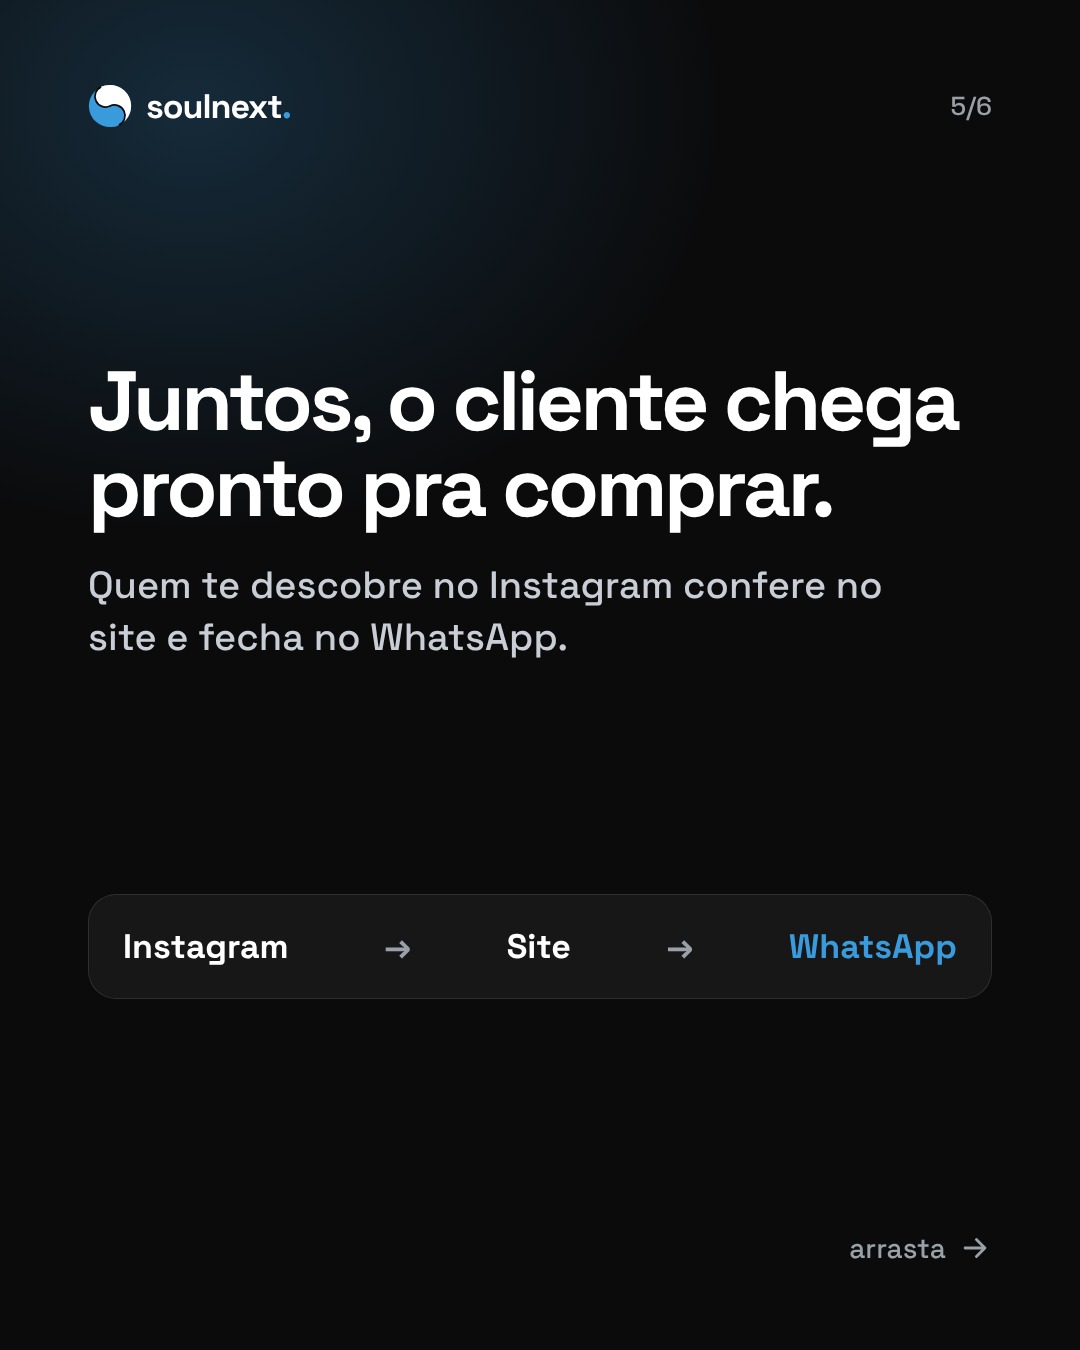 soulnext.
5/6
Juntos, o cliente chega
pronto pra comprar.
Quem te descobre no Instagram confere no
site e fecha no WhatsApp.
Instagram → Site → WhatsApp
arrasta →